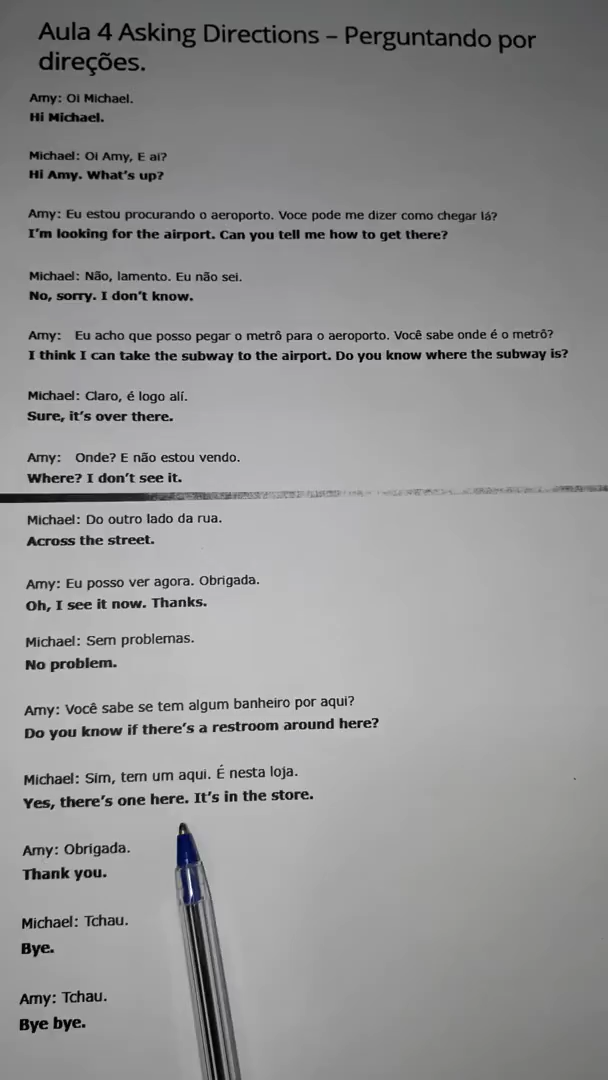 Aula 4 Asking Directions – Perguntando por
direções.
Amy: Oi Michael.
Hi Michael.
Michael: Oi Amy, E ai?
Hi Amy. What's up?
Amy: Eu estou procurando o aeroporto. Voce pode me dizer como chegar lá?
I'm looking for the airport. Can you tell me how to get there?
Michael: Não, lamento. Eu não sei.
No, sorry. I don't know.
Amy: Eu acho que posso pegar o metrô para o aeroporto. Você sabe onde é o metrô?
I think I can take the subway to the airport. Do you know where the subway is?
Michael: Claro, é logo alí.
Sure, it's over there.
Amy: Onde? E não estou vendo.
Where? I don't see it.
Michael: Do outro lado da rua.
Across the street.
Amy: Eu posso ver agora. Obrigada.
Oh, I see it now. Thanks.
Michael: Sem problemas.
No problem.
Amy: Você sabe se tem algum banheiro por aqui?
Do you know if there's a restroom around here?
Michael: Sim, tem um aqui. É nesta loja.
Yes, there's one here. It's in the store.
Amy: Obrigada.
Thank you.
Michael: Tchau.
Bye.
Amy: Tchau.
Bye bye.